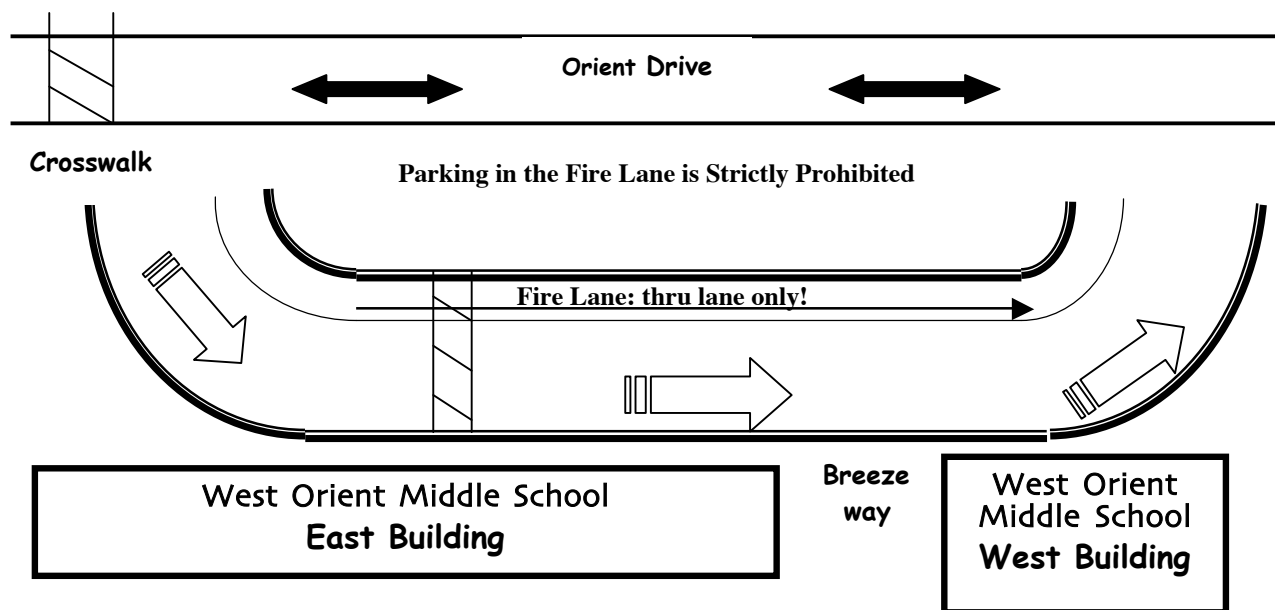 Orient Drive
Crosswalk
Parking in the Fire Lane is Strictly Prohibited
Fire Lane: thru lane only!
West Orient Middle School
East Building
Breeze
way
West Orient
Middle School
West Building